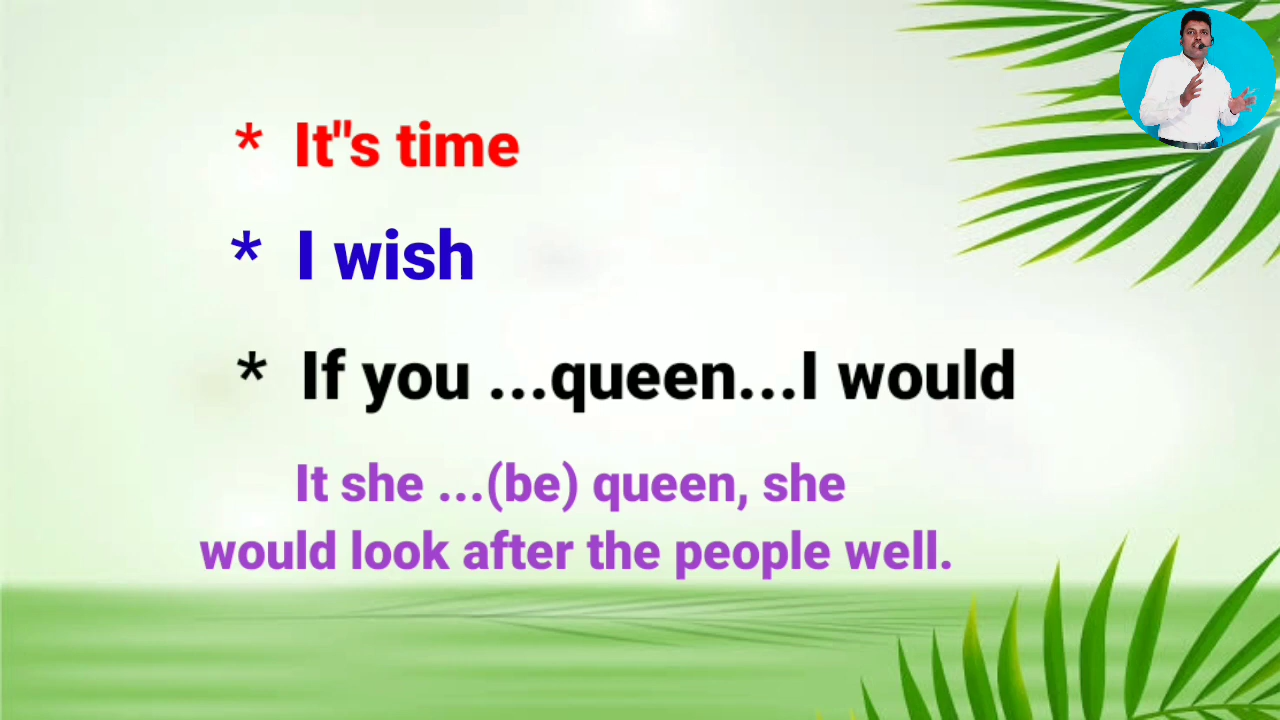 * It"s time
* I wish
* If you ...queen...I would
It she ...(be) queen, she
would look after the people well.